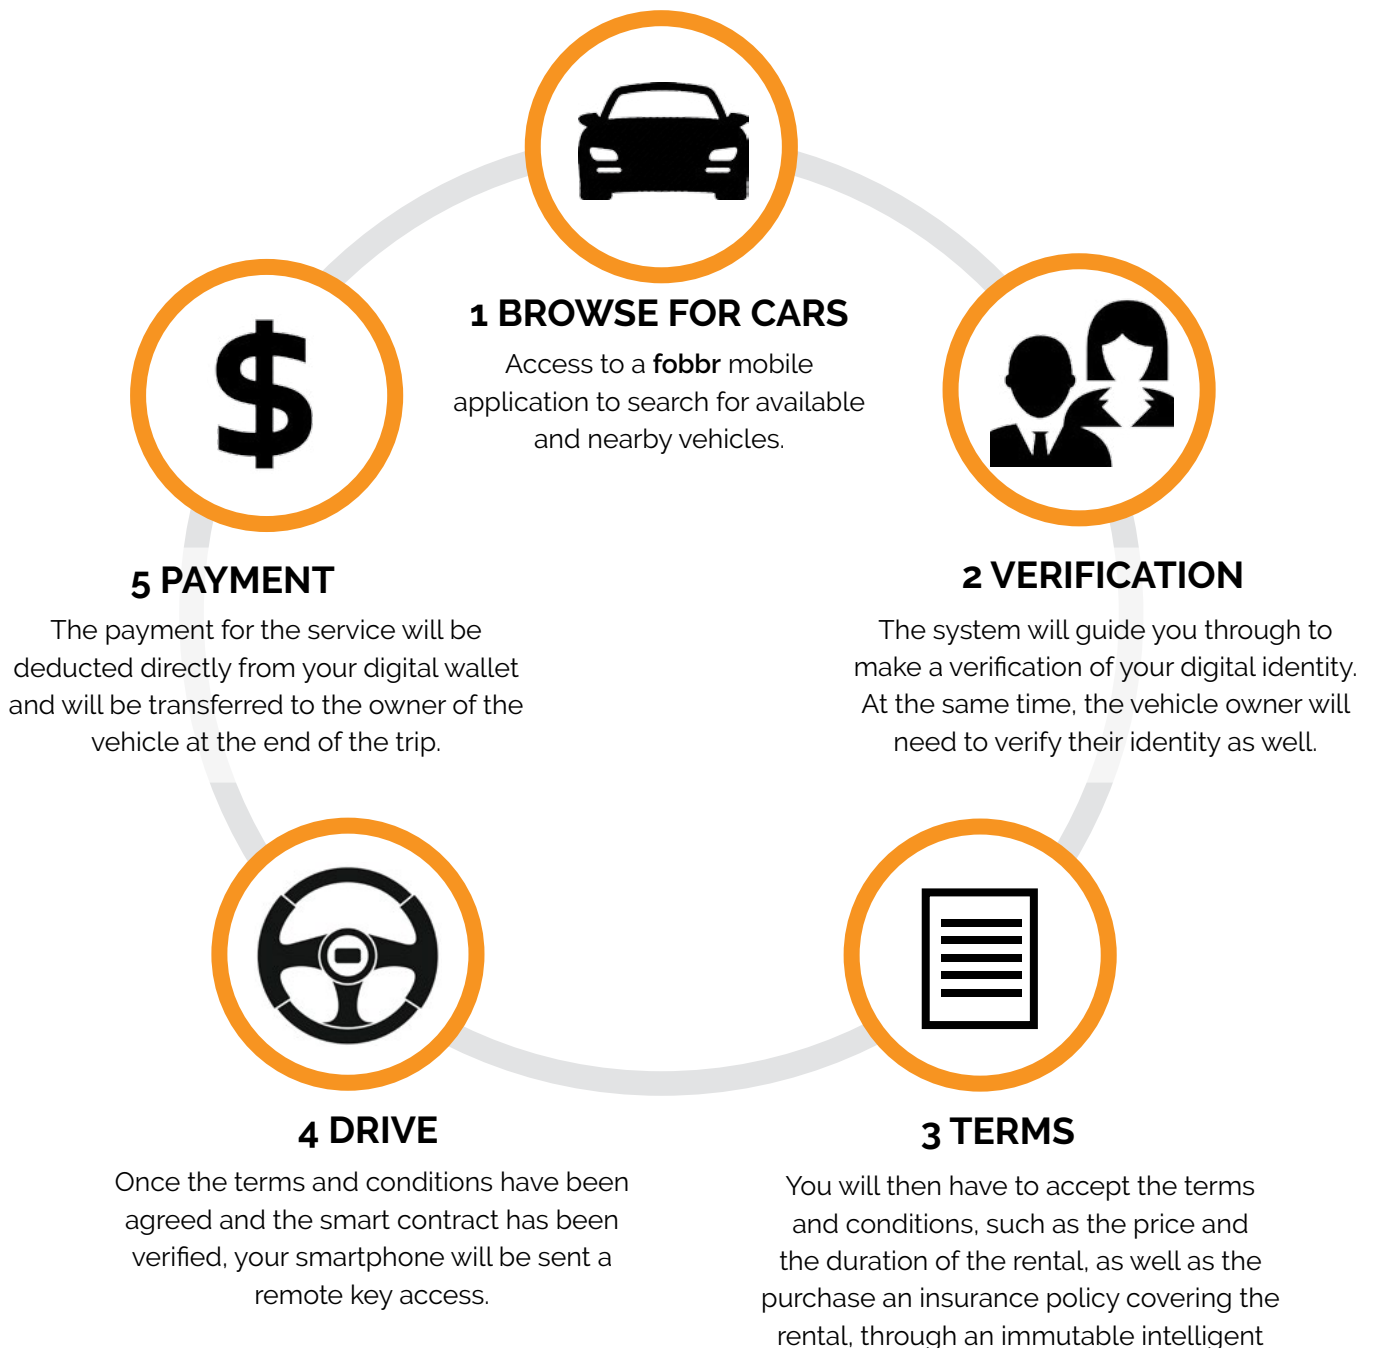 1 BROWSE FOR CARS
Access to a fobbr mobile
application to search for available
and nearby vehicles.
2 VERIFICATION
The system will guide you through to
make a verification of your digital identity.
At the same time, the vehicle owner will
need to verify their identity as well.
3 TERMS
You will then have to accept the terms
and conditions, such as the price and
the duration of the rental, as well as the
purchase an insurance policy covering the
rental, through an immutable intelligent
4 DRIVE
Once the terms and conditions have been
agreed and the smart contract has been
verified, your smartphone will be sent a
remote key access.
5 PAYMENT
The payment for the service will be
deducted directly from your digital wallet
and will be transferred to the owner of the
vehicle at the end of the trip.
$